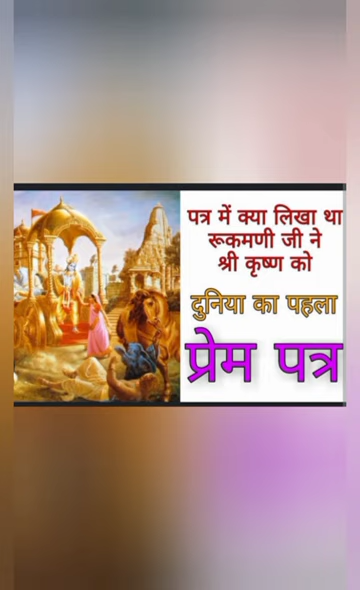 पत्र में क्या लिखा था
रूकमणी जी ने
श्री कृष्ण को
दुनिया का पहला
प्रेम पत्र